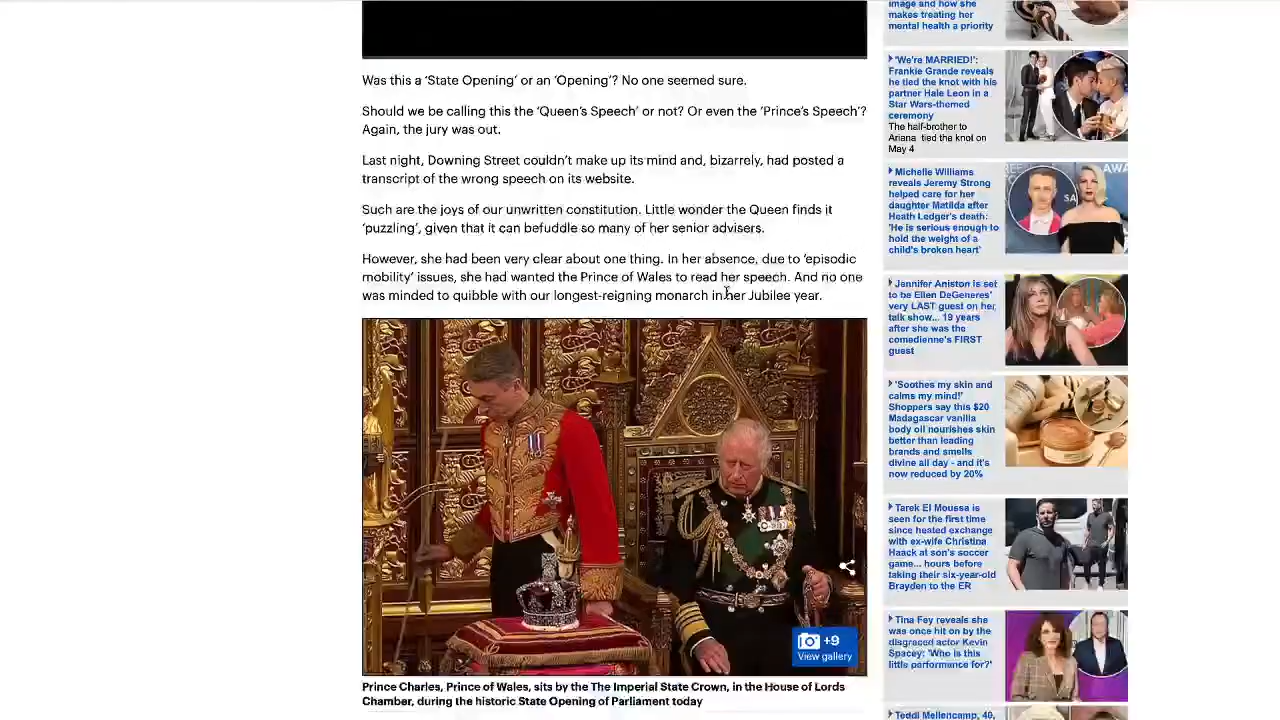 Was this a ‘State Opening’ or an ‘Opening’? No one seemed sure.
Should we be calling this the ‘Queen’s Speech’ or not? Or even the ‘Prince’s Speech’?
Again, the jury was out.
Last night, Downing Street couldn’t make up its mind and, bizarrely, had posted a
transcript of the wrong speech on its website.
Such are the joys of our unwritten constitution. Little wonder the Queen finds it
‘puzzling’, given that it can befuddle so many of her senior advisers.
However, she had been very clear about one thing. In her absence, due to ‘episodic
mobility’ issues, she had wanted the Prince of Wales to read her speech. And no one
was minded to quibble with our longest-reigning monarch in her Jubilee year.
+9
View gallery
Prince Charles, Prince of Wales, sits by the The Imperial State Crown, in the House of Lords
Chamber, during the historic State Opening of Parliament today
image and how she
makes treating her
mental health a priority
'We're MARRIED!':
Frankie Grande reveals
he tied the knot with his
partner Hale Leon in a
Star Wars-themed
ceremony
The half-brother to
Ariana tied the knot on
May 4
Michelle Williams
reveals Jeremy Strong
helped care for her
daughter Matilda after
Heath Ledger's death:
'He is serious enough to
hold the weight of a
child's broken heart'
Jennifer Aniston is set
to be Ellen DeGeneres'
very LAST guest on her
talk show... 19 years
after she was the
comedienne's FIRST
guest
'Soothes my skin and
calms my mind!'
Shoppers say this $20
Madagascar vanilla
body oil nourishes skin
better than leading
brands and smells
divine all day - and it's
now reduced by 20%
Tarek El Moussa is
seen for the first time
since heated exchange
with ex-wife Christina
Haack at son's soccer
game... hours before
taking their six-year-old
Brayden to the ER
Tina Fey reveals she
was once hit on by the
disgraced actor Kevin
Spacey: 'Who is this
little performance for?'
Teddi Mellencamp, 40,